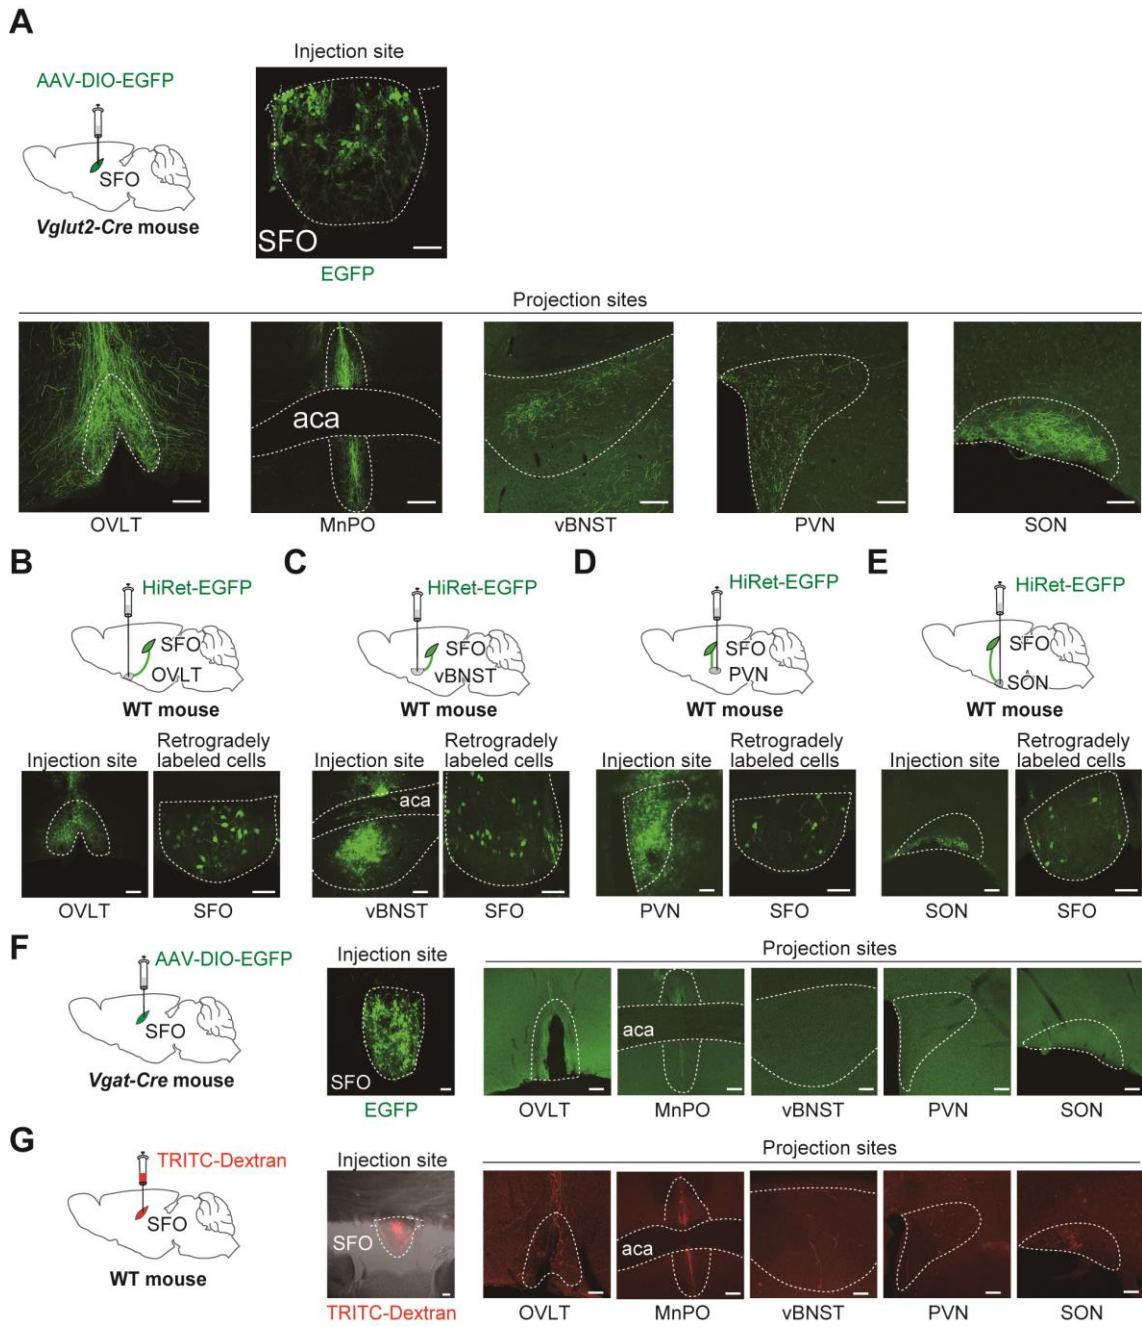 A
Injection site
AAV-DIO-EGFP
SFO
Vglut2-Cre mouse
SFO
EGFP
Projection sites
aca
OVLT
MnPO
vBNST
PVN
SON
B
HiRet-EGFP
SFO
OVLT
WT mouse
Injection site
Retrogradely
labeled cells
OVLT
SFO
C
HiRet-EGFP
SFO
vBNST
WT mouse
Injection site
Retrogradely
labeled cells
aca
vBNST
SFO
D
HiRet-EGFP
SFO
PVN
WT mouse
Injection site
Retrogradely
labeled cells
PVN
SFO
E
HiRet-EGFP
SFO
SON
WT mouse
Injection site
Retrogradely
labeled cells
SON
SFO
F
AAV-DIO-EGFP
SFO
Vgat-Cre mouse
Injection site
SFO
EGFP
Projection sites
aca
OVLT
MnPO
vBNST
PVN
SON
G
TRITC-Dextran
SFO
WT mouse
Injection site
SFO
TRITC-Dextran
Projection sites
aca
OVLT
MnPO
vBNST
PVN
SON